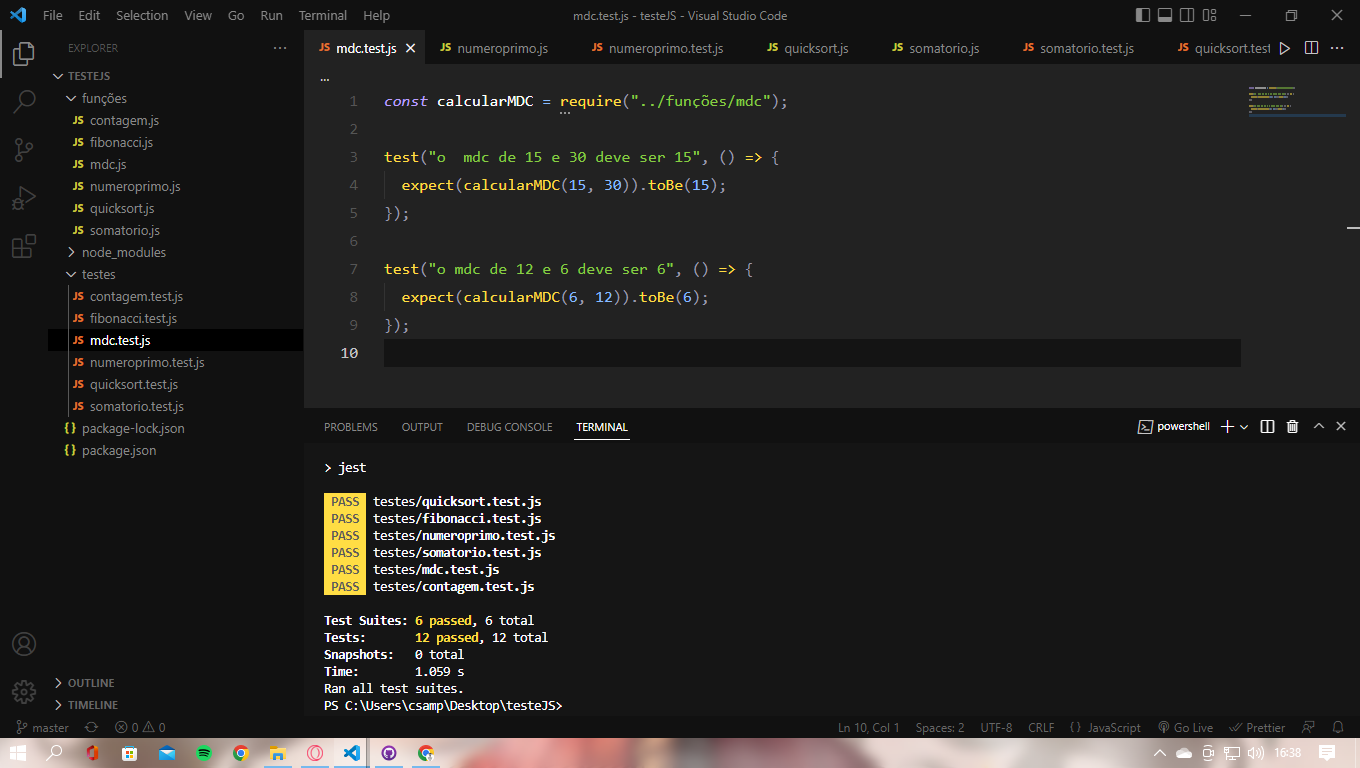 File Edit Selection View Go Run Terminal Help
mdc.test.js - testeJS - Visual Studio Code
EXPLORER
TESTEJS
funções
JS contagem.js
JS fibonacci.js
JS mdc.js
JS numeroprimo.js
JS quicksort.js
JS somatorio.js
node_modules
testes
JS contagem.test.js
JS fibonacci.test.js
JS mdc.test.js
JS numeroprimo.test.js
JS quicksort.test.js
JS somatorio.test.js
{} package-lock.json
{} package.json
OUTLINE
TIMELINE
JS mdc.test.js JS numeroprimo.js JS numeroprimo.test.js JS quicksort.js JS somatorio.js JS somatorio.test.js JS quicksort.test
...
1 const calcularMDC = require("../funções/mdc");
2
3 test("o  mdc de 15 e 30 deve ser 15", () => {
4 expect(calcularMDC(15, 30)).toBe(15);
5 });
6
7 test("o mdc de 12 e 6 deve ser 6", () => {
8 expect(calcularMDC(6, 12)).toBe(6);
9 });
10
PROBLEMS OUTPUT DEBUG CONSOLE TERMINAL
powershell
> jest
PASS testes/quicksort.test.js
PASS testes/fibonacci.test.js
PASS testes/numeroprimo.test.js
PASS testes/somatorio.test.js
PASS testes/mdc.test.js
PASS testes/contagem.test.js
Test Suites: 6 passed, 6 total
Tests: 12 passed, 12 total
Snapshots: 0 total
Time: 1.059 s
Ran all test suites.
PS C:\Users\csamp\Desktop\testeJS>
master 0 0
Ln 10, Col 1 Spaces: 2 UTF-8 CRLF {} JavaScript Go Live Prettier
16:38